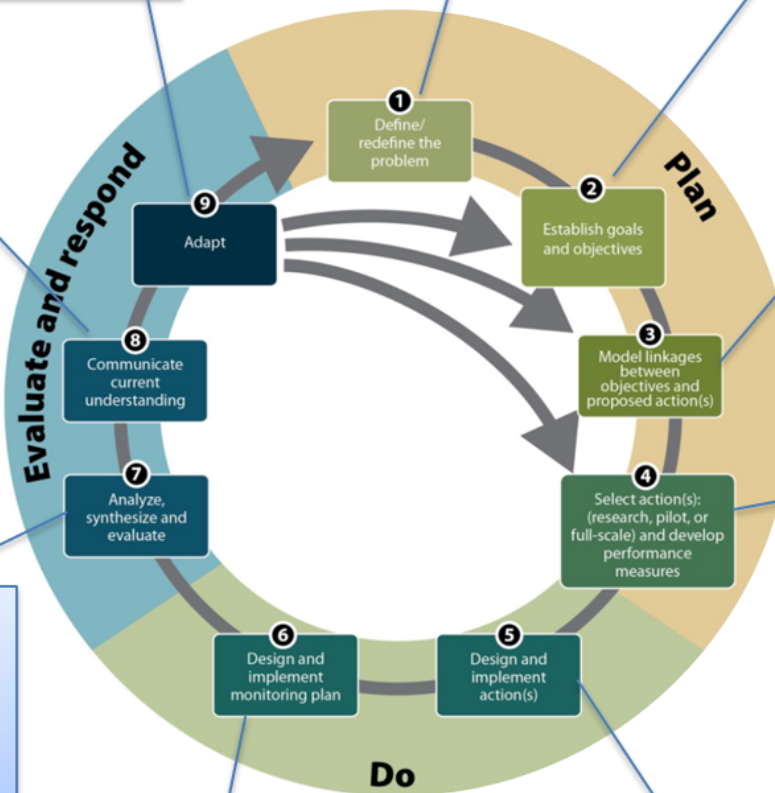 1
Define/
redefine the
problem
2
Establish goals
and objectives
3
Model linkages
between
objectives and
proposed action(s)
4
Select action(s):
(research, pilot, or
full-scale) and develop
performance
measures
5
Design and
implement
action(s)
6
Design and
implement
monitoring plan
7
Analyze,
synthesize and
evaluate
8
Communicate
current
understanding
9
Adapt
Plan
Do
Evaluate and respond